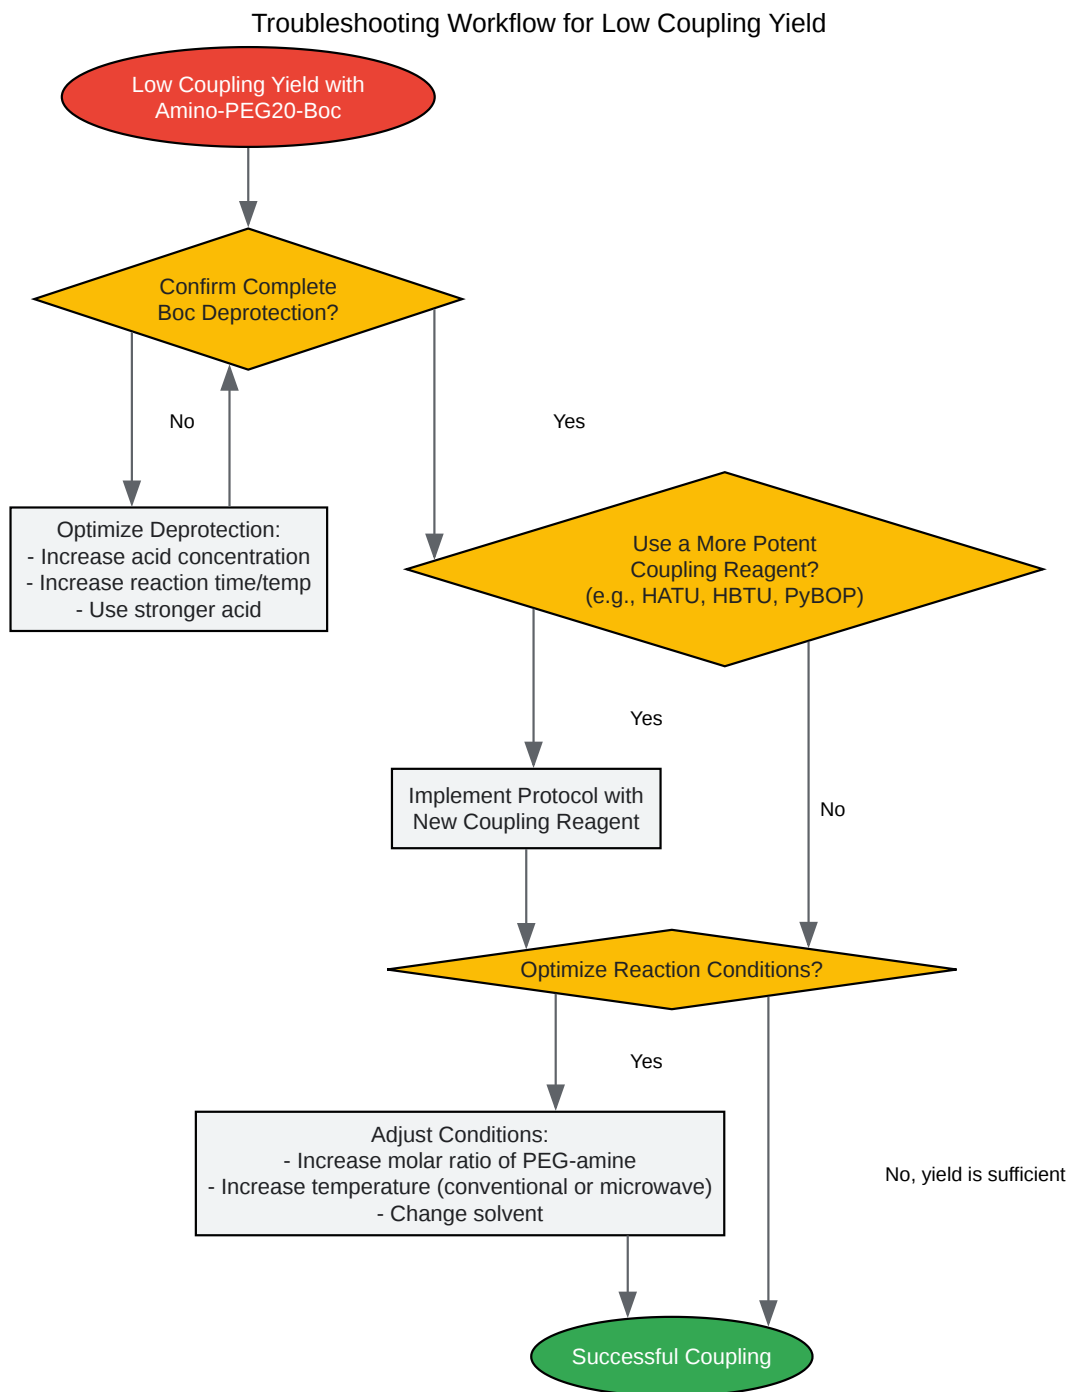 Troubleshooting Workflow for Low Coupling Yield
Low Coupling Yield with
Amino-PEG20-Boc
Confirm Complete
Boc Deprotection?
No
Yes
Optimize Deprotection:
- Increase acid concentration
- Increase reaction time/temp
- Use stronger acid
Use a More Potent
Coupling Reagent?
(e.g., HATU, HBTU, PyBOP)
Yes
Implement Protocol with
New Coupling Reagent
No
Optimize Reaction Conditions?
Yes
Adjust Conditions:
- Increase molar ratio of PEG-amine
- Increase temperature (conventional or microwave)
- Change solvent
No, yield is sufficient
Successful Coupling